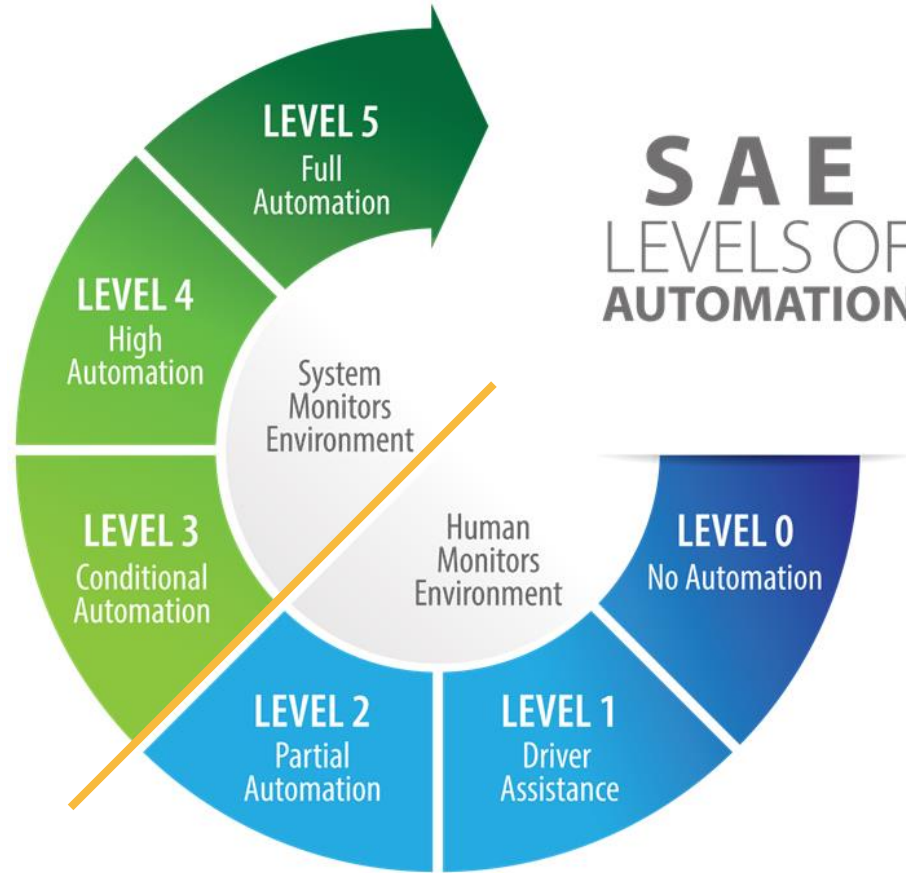 SAE
LEVELS OF
AUTOMATION
LEVEL 5
Full
Automation
LEVEL 4
High
Automation
System
Monitors
Environment
LEVEL 3
Conditional
Automation
Human
Monitors
Environment
LEVEL 0
No Automation
LEVEL 2
Partial
Automation
LEVEL 1
Driver
Assistance